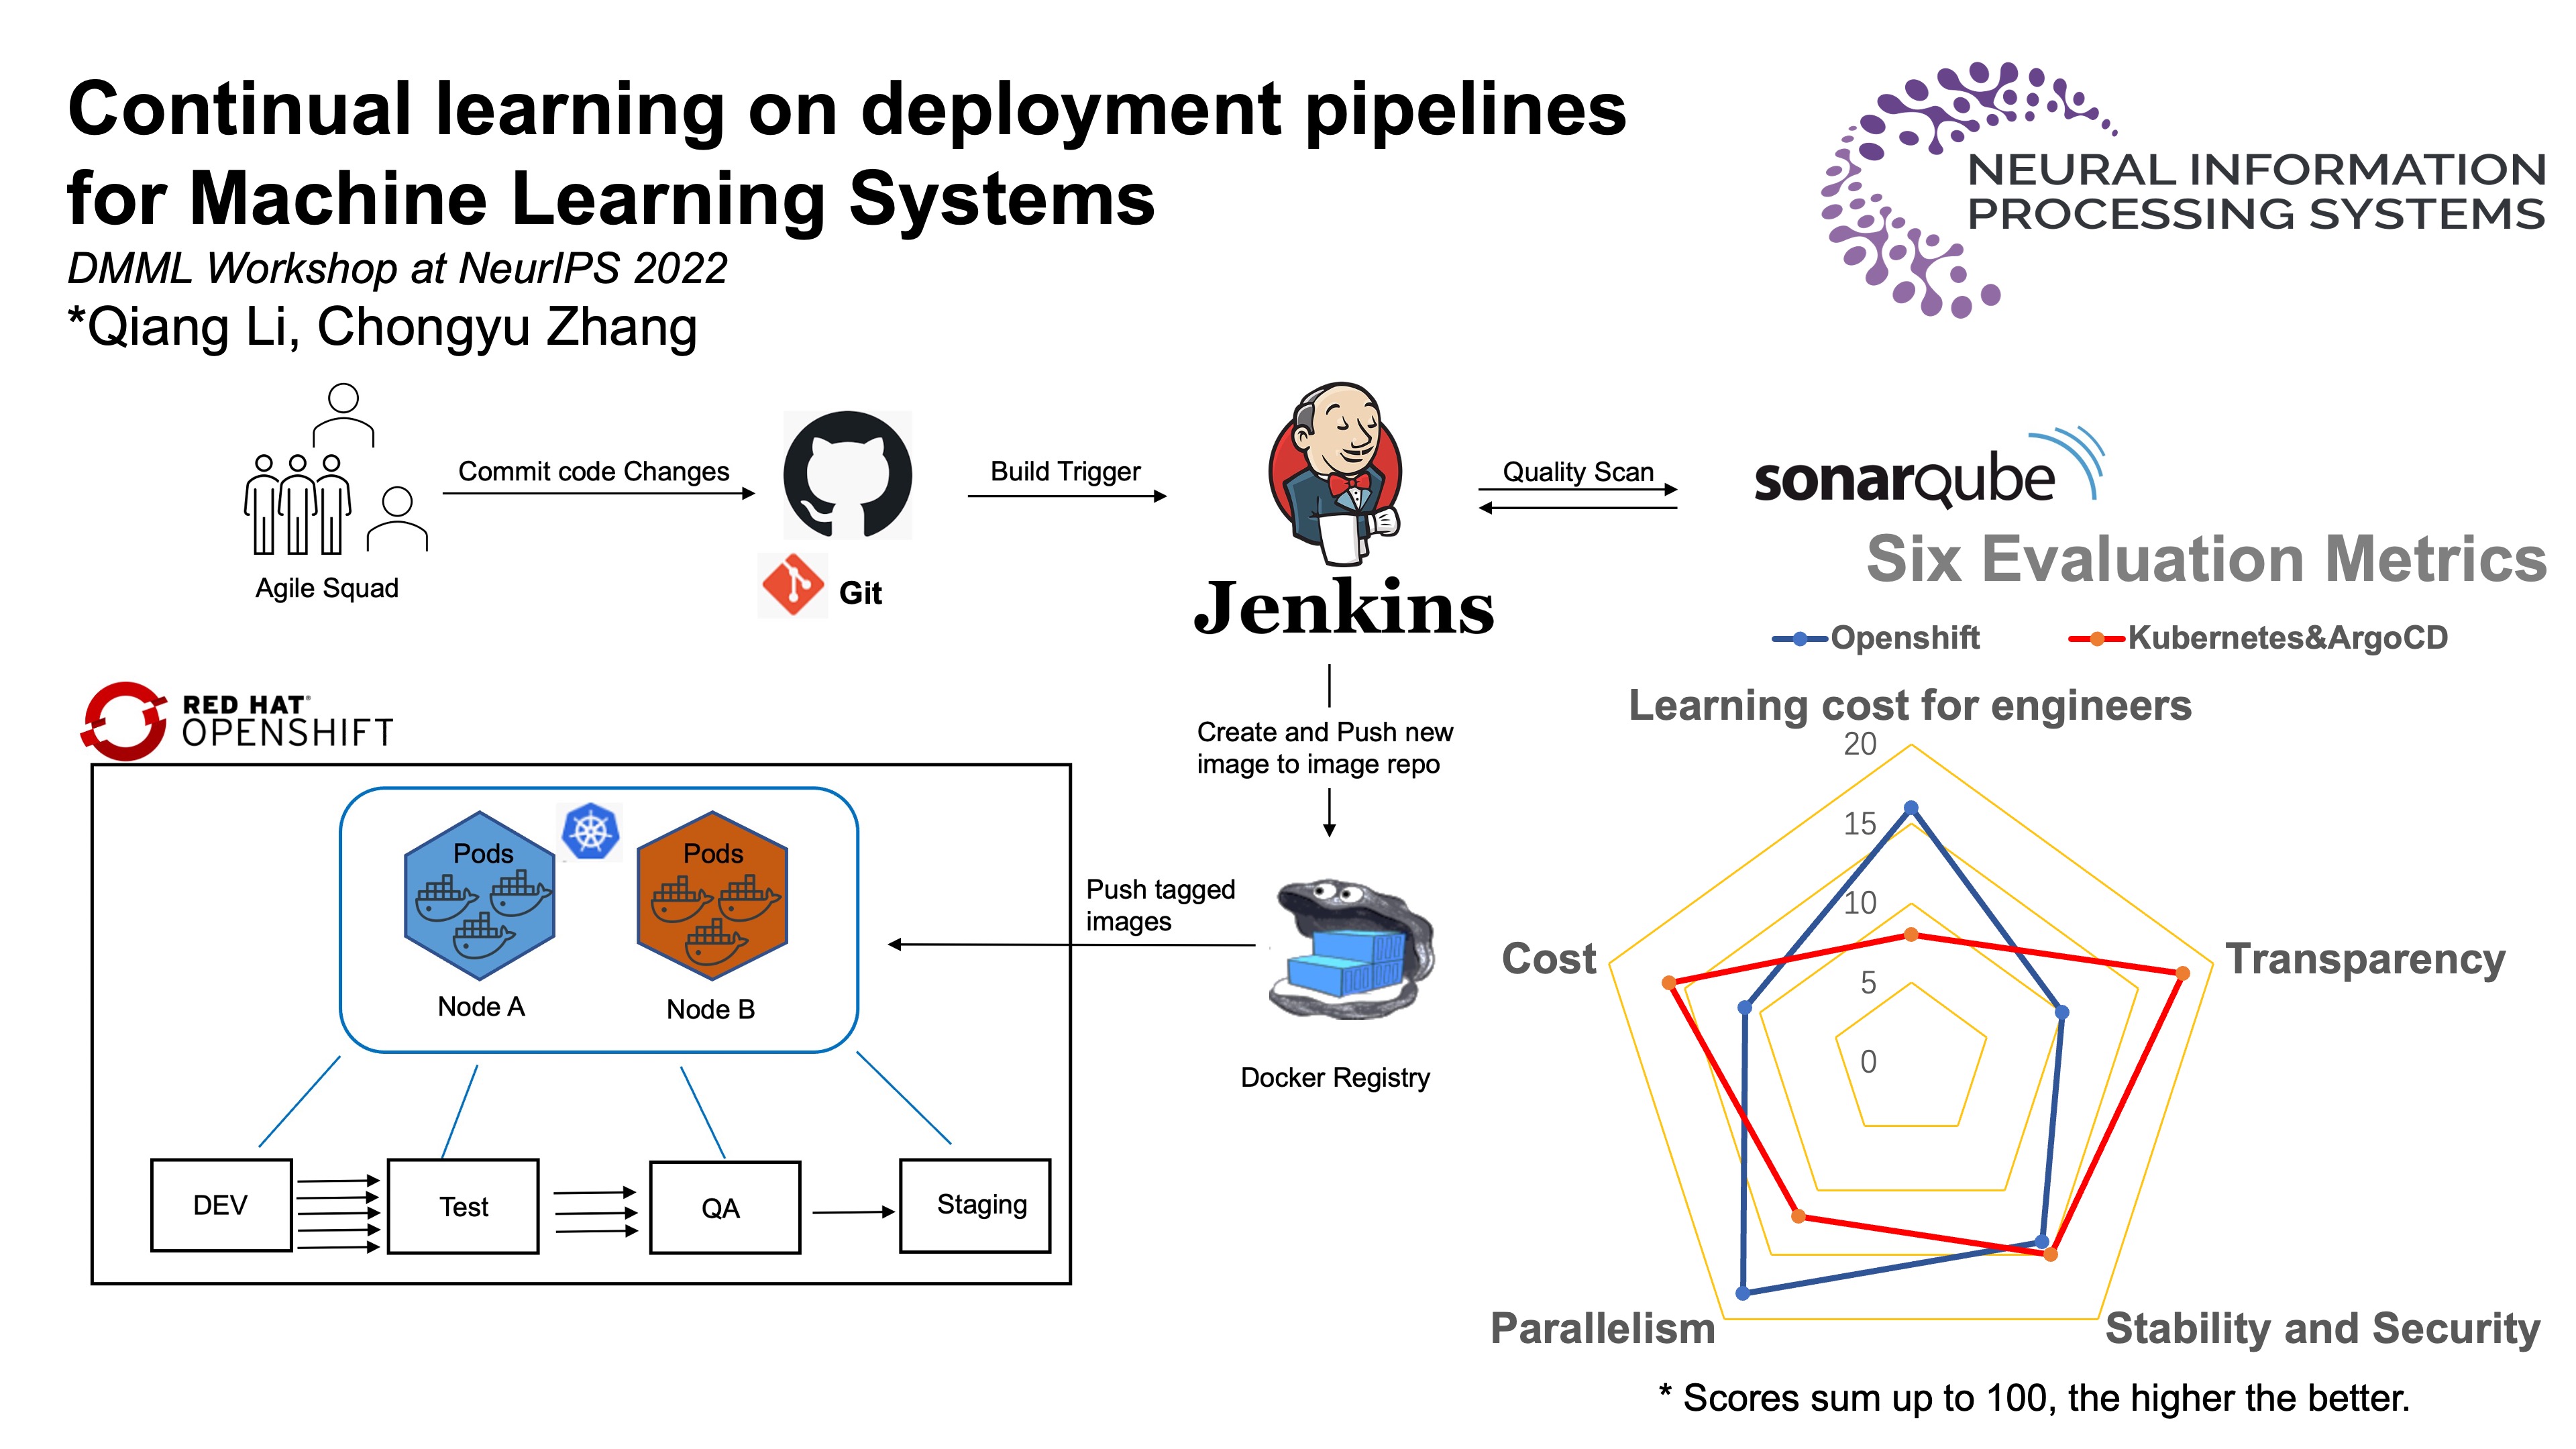 Continual learning on deployment pipelines
for Machine Learning Systems
DMML Workshop at NeurIPS 2022
*Qiang Li, Chongyu Zhang
NEURAL INFORMATION
PROCESSING SYSTEMS
Agile Squad
Commit code Changes
Git
Build Trigger
Jenkins
Quality Scan
sonarqube
Create and Push new
image to image repo
Docker Registry
Push tagged
images
RED HAT®
OPENSHIFT
Pods
Pods
Node A
Node B
DEV
Test
QA
Staging
Six Evaluation Metrics
Openshift
Kubernetes&ArgoCD
Learning cost for engineers
20
15
10
5
0
Cost
Transparency
Parallelism
Stability and Security
* Scores sum up to 100, the higher the better.